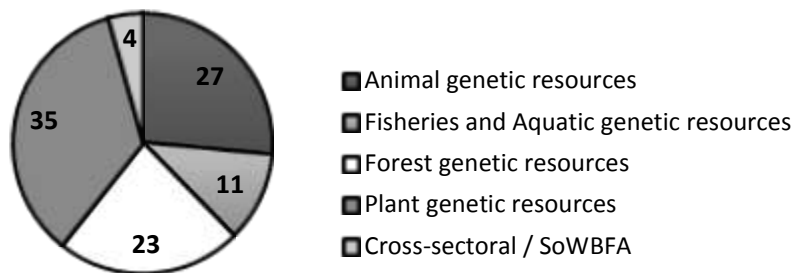 4
27
35
11
23
Animal genetic resources
Fisheries and Aquatic genetic resources
Forest genetic resources
Plant genetic resources
Cross-sectoral / SoWBFA